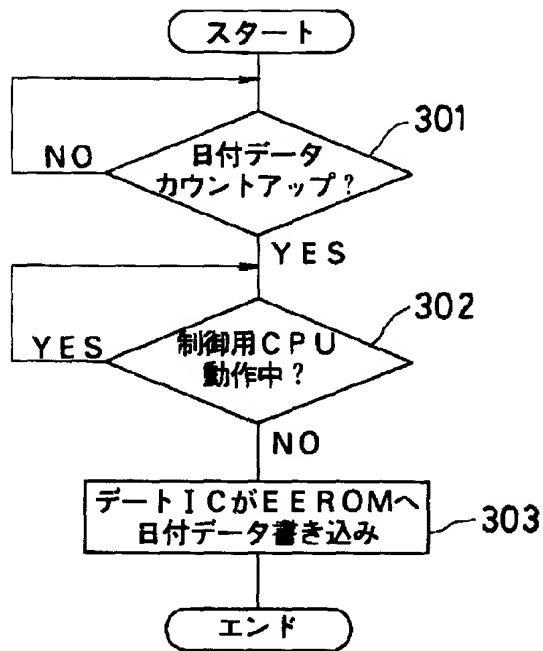 スタート
301
NO
日付データ
カウントアップ?
YES
302
YES
制御用CPU
動作中?
NO
デートICがEEROMへ
日付データ書き込み
303
エンド